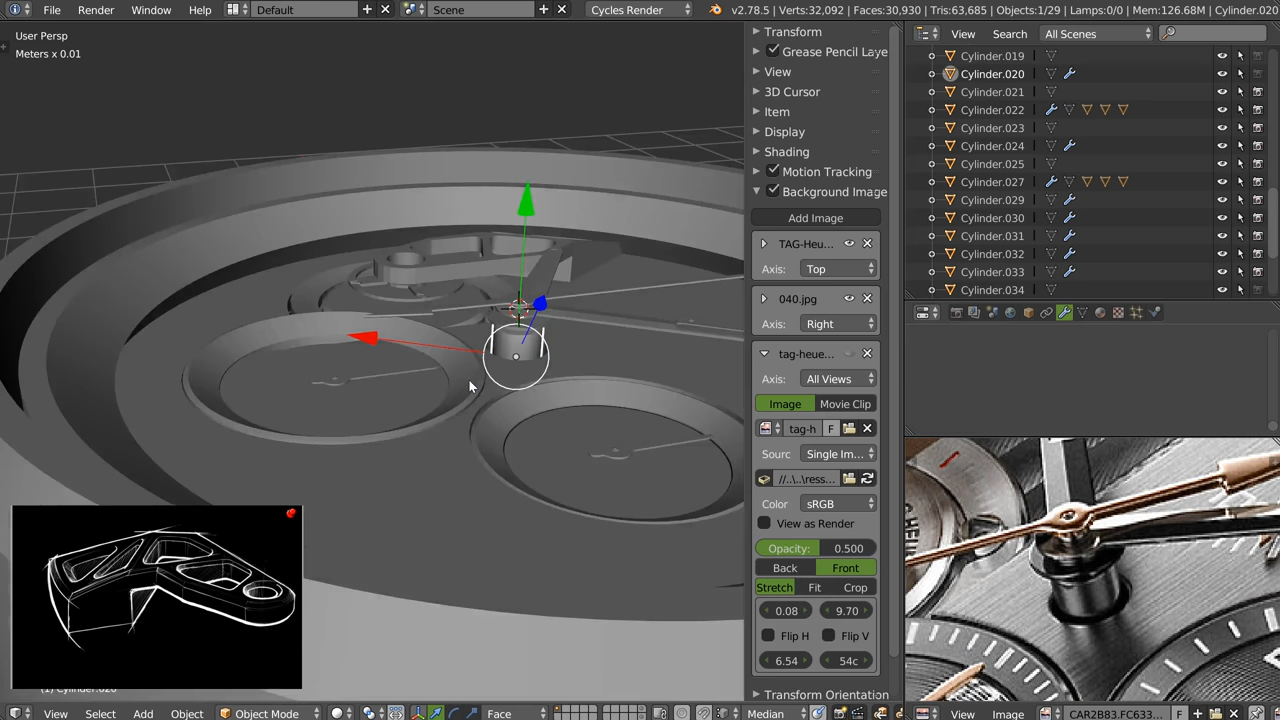 File Render Window Help Default Scene Cycles Render v2.78.5 | Verts:32,092 | Faces:30,930 | Tris:63,685 | Objects:1/29 | Lamps:0/0 | Mem:126.68M | Cylinder.020
User Persp
Meters x 0.01
Transform
Grease Pencil Laye
View
3D Cursor
Item
Display
Shading
Motion Tracking
Background Image
Add Image
TAG-Heu...
Axis: Top
040.jpg
Axis: Right
tag-heue...
Axis: All Views
Image Movie Clip
tag-h F
Sourc Single Im...
//..\..\ress...
Color sRGB
View as Render
Opacity: 0.500
Back Front
Stretch Fit Crop
0.08 9.70
Flip H Flip V
6.54 54c
Transform Orientation
View Search All Scenes
Cylinder.019
Cylinder.020
Cylinder.021
Cylinder.022
Cylinder.023
Cylinder.024
Cylinder.025
Cylinder.027
Cylinder.029
Cylinder.030
Cylinder.031
Cylinder.032
Cylinder.033
Cylinder.034
(1) Cylinder.020
View Select Add Object Object Mode Face Median
View Image CAR2B83.FC633... F